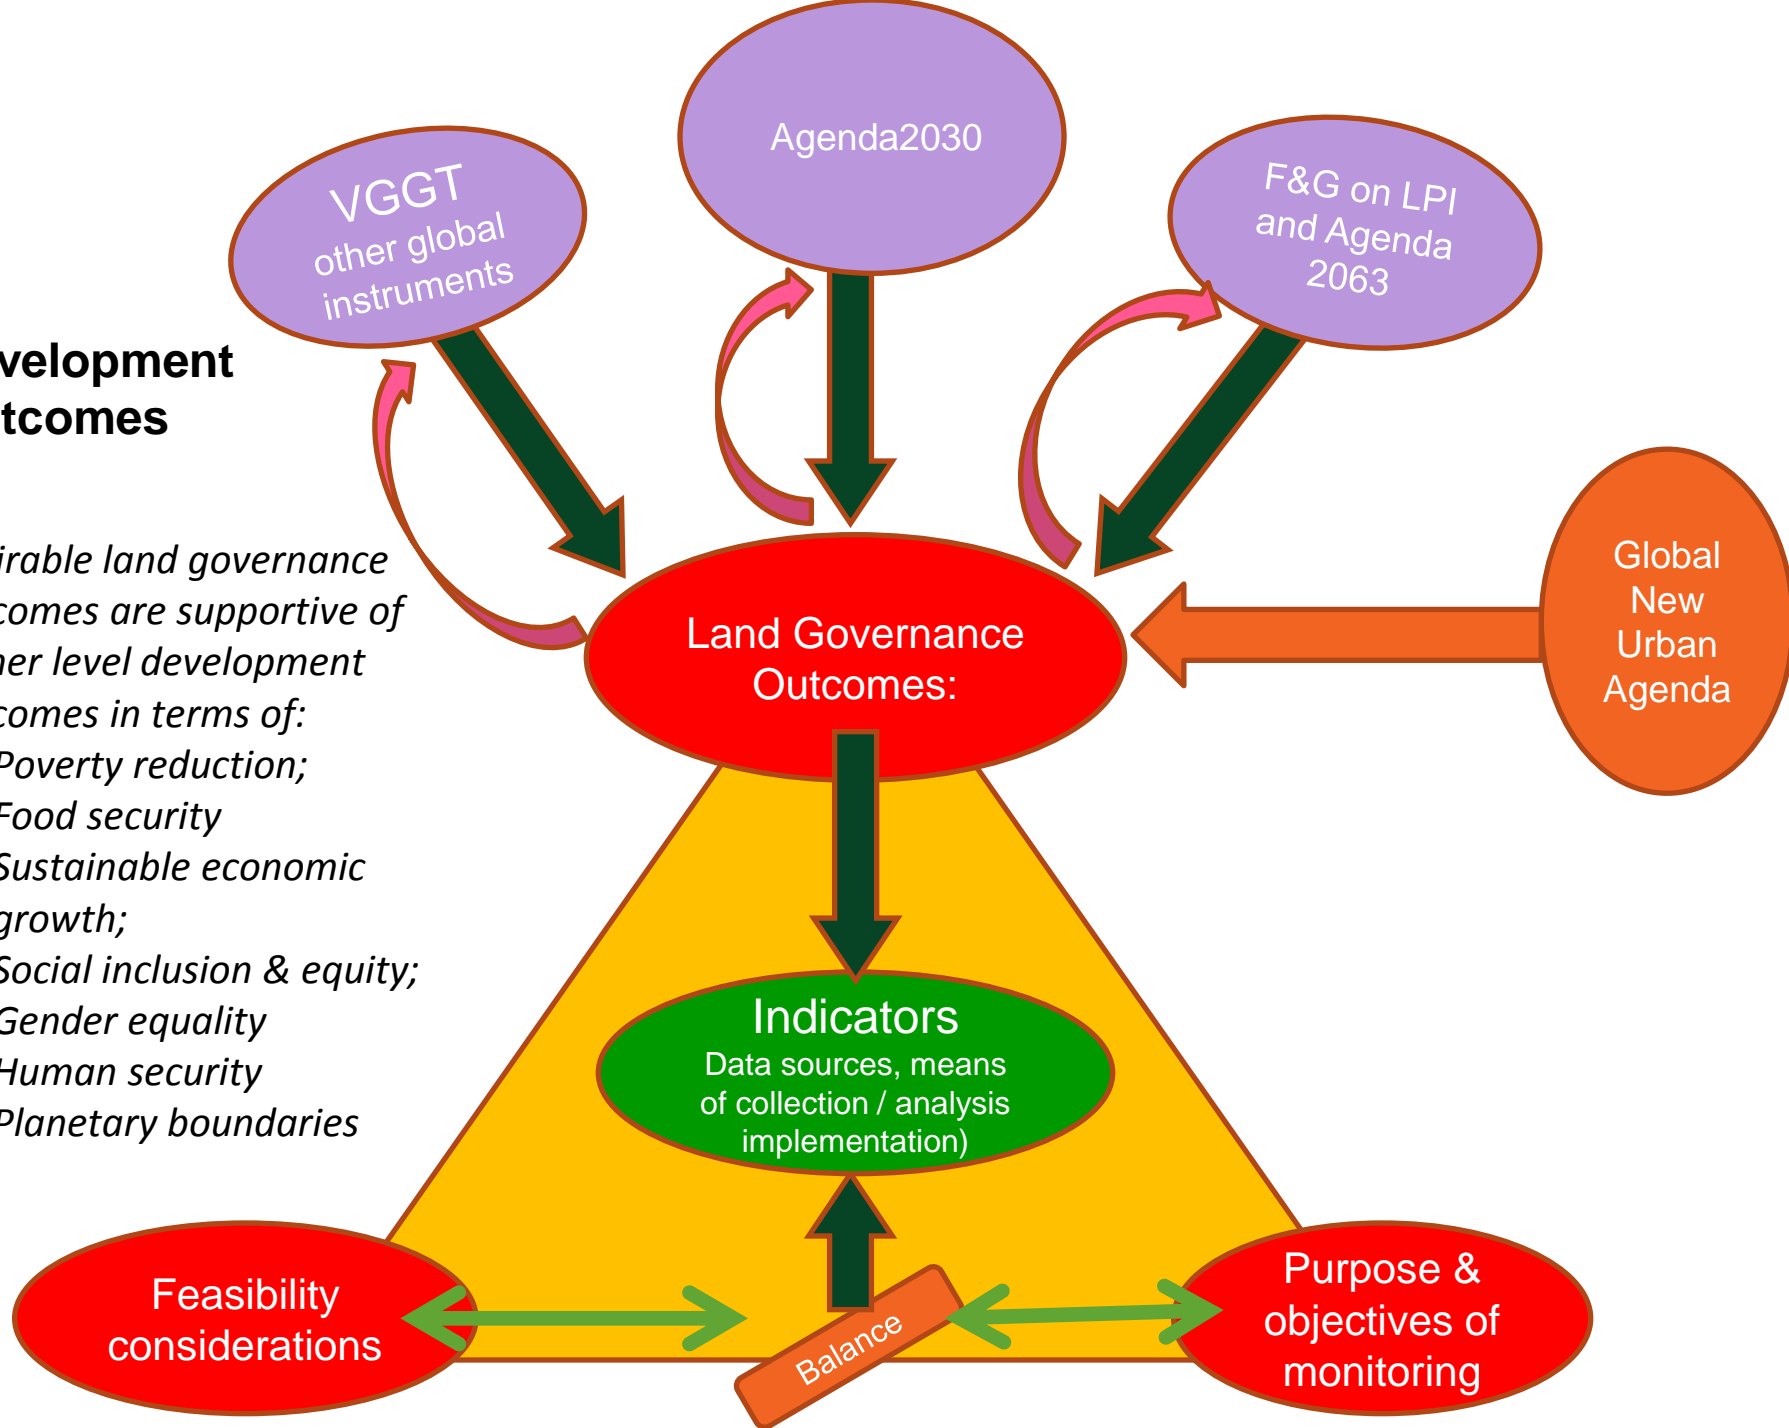 Agenda2030
VGGT
other global
instruments
F&G on LPI
and Agenda
2063
velopment
tcomes
irable land governance
comes are supportive of
her level development
comes in terms of:
Poverty reduction;
Food security
Sustainable economic
growth;
Social inclusion & equity;
Gender equality
Human security
Planetary boundaries
Global
New
Urban
Agenda
Land Governance
Outcomes:
Indicators
Data sources, means
of collection / analysis
implementation)
Feasibility
considerations
Balance
Purpose &
objectives of
monitoring